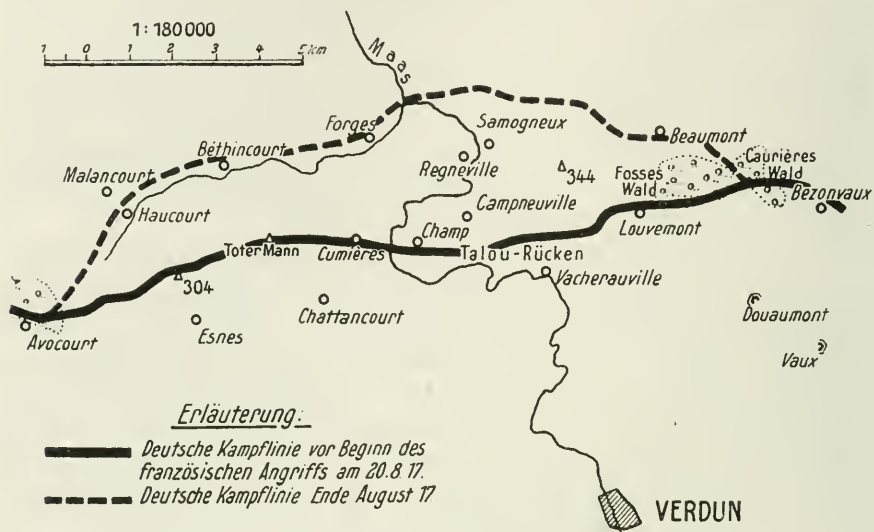 1:180000
1 0 1 2 3 5 km
Maas
Forges
Samogneux
Beaumont
Béthincourt
Regneville
344
Caurières
Wald
Fosses
Wald
Malancourt
Haucourt
Campneuville
Bezonvaux
Toter Mann
Cumières
Champ
Talou-Rücken
Louvemont
304
Vacherauville
Chattancourt
Douaumont
Avocourt
Esnes
Vaux
Erläuterung:
Deutsche Kampflinie vor Beginn des
französischen Angriffs am 20.8.17.
Deutsche Kampflinie Ende August 17
VERDUN